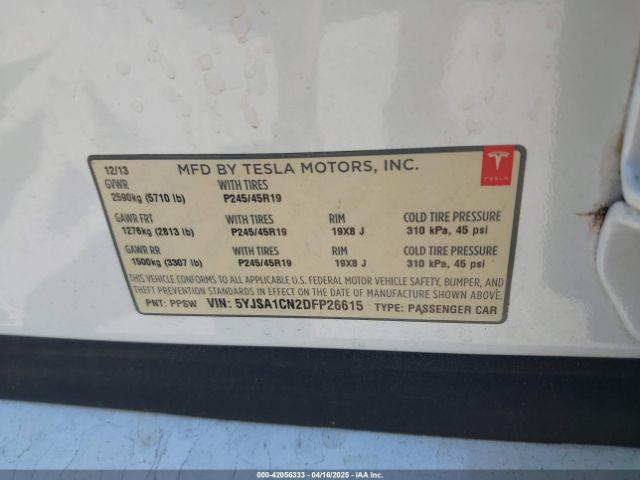 12/13 MFD BY TESLA MOTORS, INC.
TESLA
GVWR WITH TIRES
2590kg (5710 lb) P245/45R19
GAWR FRT WITH TIRES RIM COLD TIRE PRESSURE
1276kg (2813 lb) P245/45R19 19X8 J 310 kPa, 45 psi
GAWR RR WITH TIRES RIM COLD TIRE PRESSURE
1500kg (3307 lb) P245/45R19 19X8 J 310 kPa, 45 psi
THIS VEHICLE CONFORMS TO ALL APPLICABLE U.S. FEDERAL MOTOR VEHICLE SAFETY, BUMPER, AND
THEFT PREVENTION STANDARDS IN EFFECT ON THE DATE OF MANUFACTURE SHOWN ABOVE.
PNT: PPSW VIN: 5YJSA1CN2DFP26615 TYPE: PASSENGER CAR
000-42056333 - 04/16/2025 - IAAI, Inc.